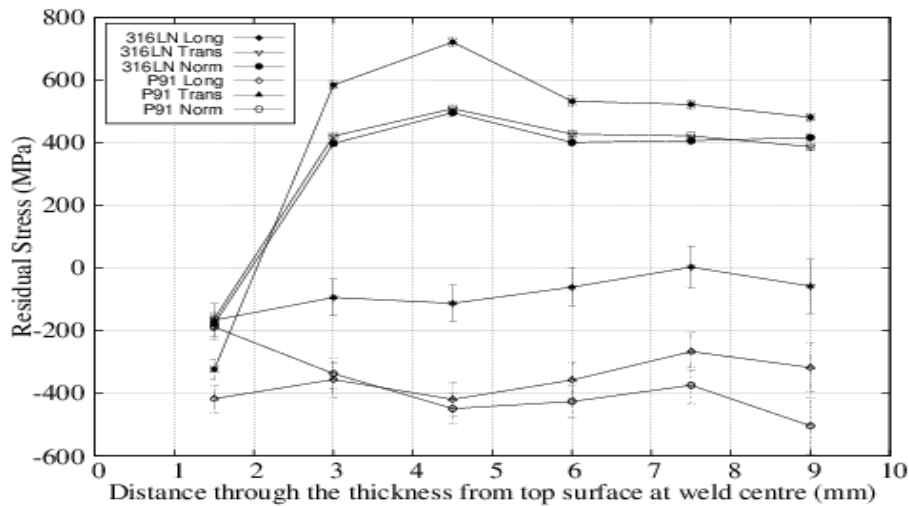 800
600
400
200
0
-200
-400
-600
Residual Stress (MPa)
316LN Long
316LN Trans
316LN Norm
P91 Long
P91 Trans
P91 Norm
0 1 2 3 4 5 6 7 8 9 10
Distance through the thickness from top surface at weld centre (mm)